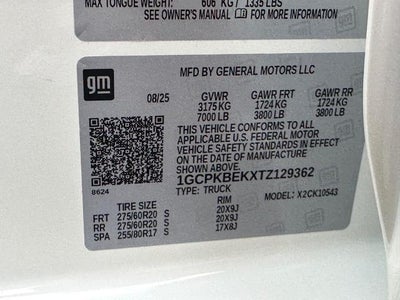 MAX TONGUE WEIGHT: 606 KG / 1335 LBS
SEE OWNER'S MANUAL FOR MORE INFORMATION
gm
MFD BY GENERAL MOTORS LLC
08/25 GVWR GAWR FRT GAWR RR
3175 KG 1724 KG 1724 KG
7000 LB 3800 LB 3800 LB
THIS VEHICLE CONFORMS TO ALL
APPLICABLE U.S. FEDERAL MOTOR
VEHICLE SAFETY STANDARDS IN EFFECT
ON THE DATE OF MANUFACTURE SHOWN ABOVE.
1GCPKBEKXTZ129362
8624 TYPE: TRUCK MODEL: X2CK10543
TIRE SIZE RIM
FRT 275/60R20 S 20X9J
RR 275/60R20 S 20X9J
SPA 255/80R17 S 17X8J